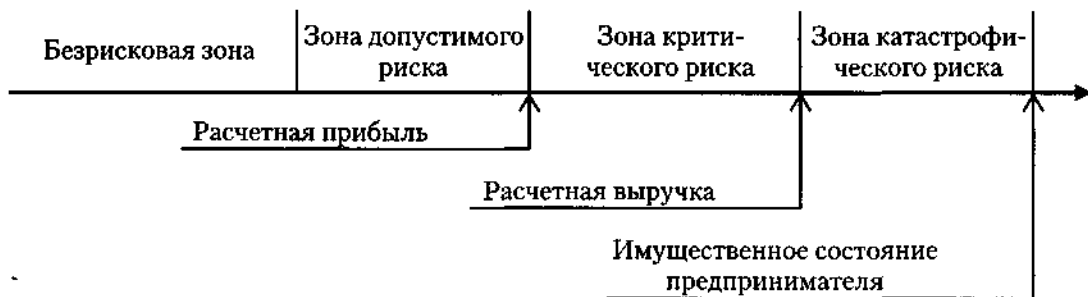 Безрисковая зона
Зона допустимого
риска
Зона крити-
ческого риска
Зона катастрофи-
ческого риска
Расчетная прибыль
Расчетная выручка
Имущественное состояние
предпринимателя